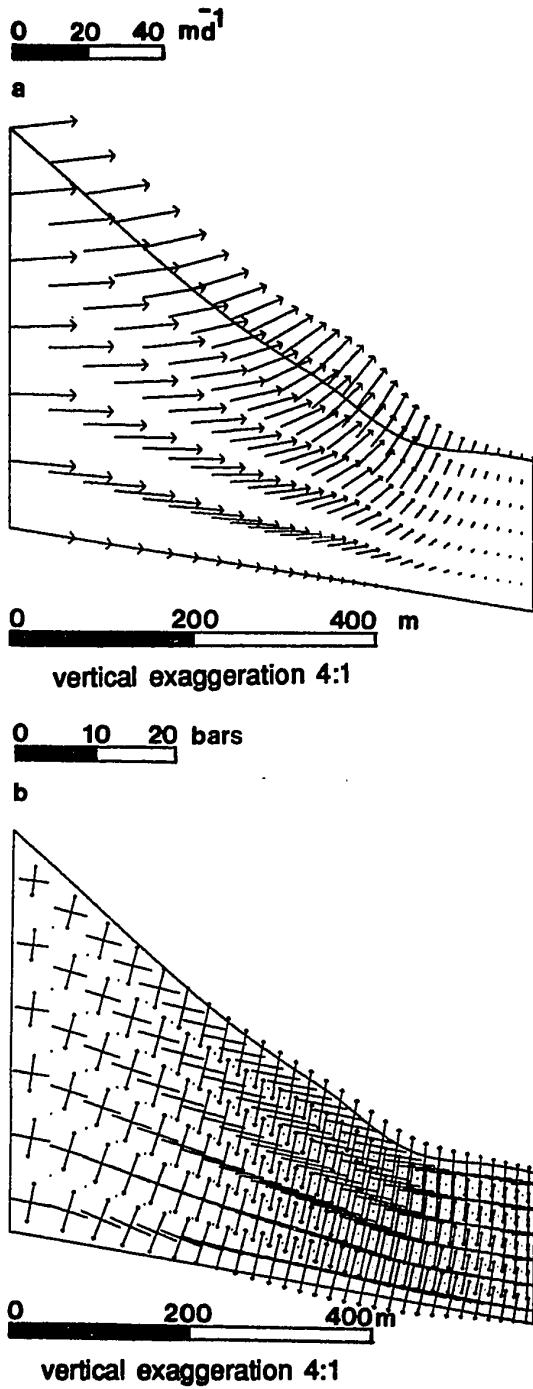 0 20 40 md⁻¹
a
0 200 400 m
vertical exaggeration 4:1
0 10 20 bars
b
0 200 400m
vertical exaggeration 4:1